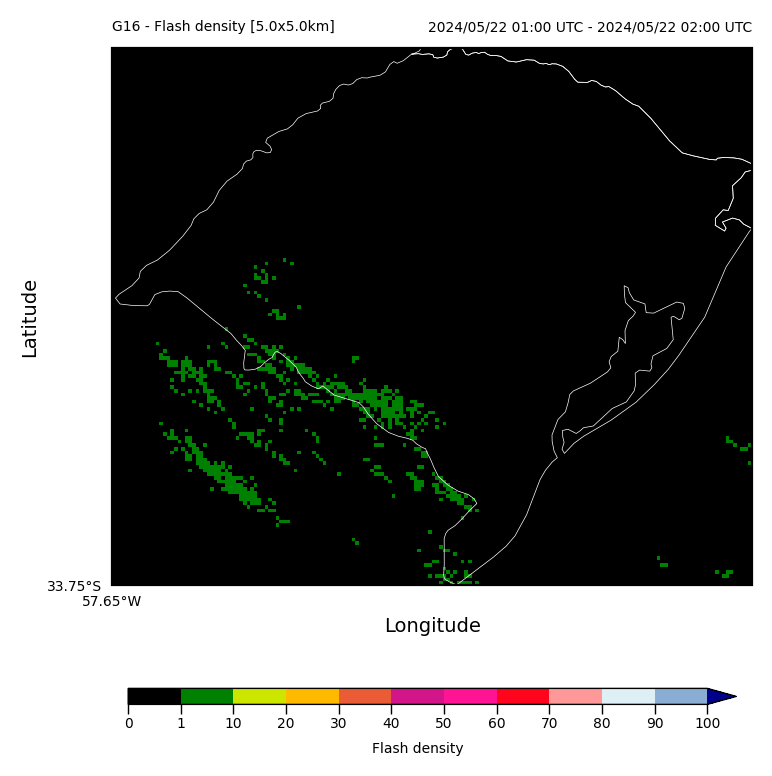 G16 - Flash density [5.0x5.0km]
2024/05/22 01:00 UTC - 2024/05/22 02:00 UTC
Latitude
33.75°S
57.65°W
Longitude
0 1 10 20 30 40 50 60 70 80 90 100
Flash density